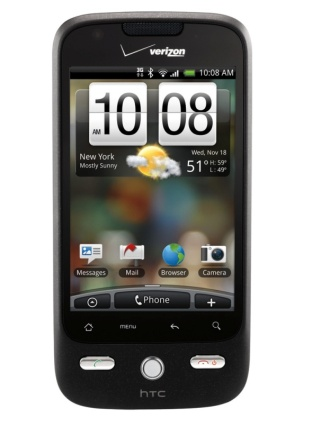 verizon
3G 10:08 AM
AM 10 08
New York
Mostly Sunny
Wed, Nov 18
51° H: 59°
L: 49°
Messages Mail Browser Camera
Phone +
MENU
hTC